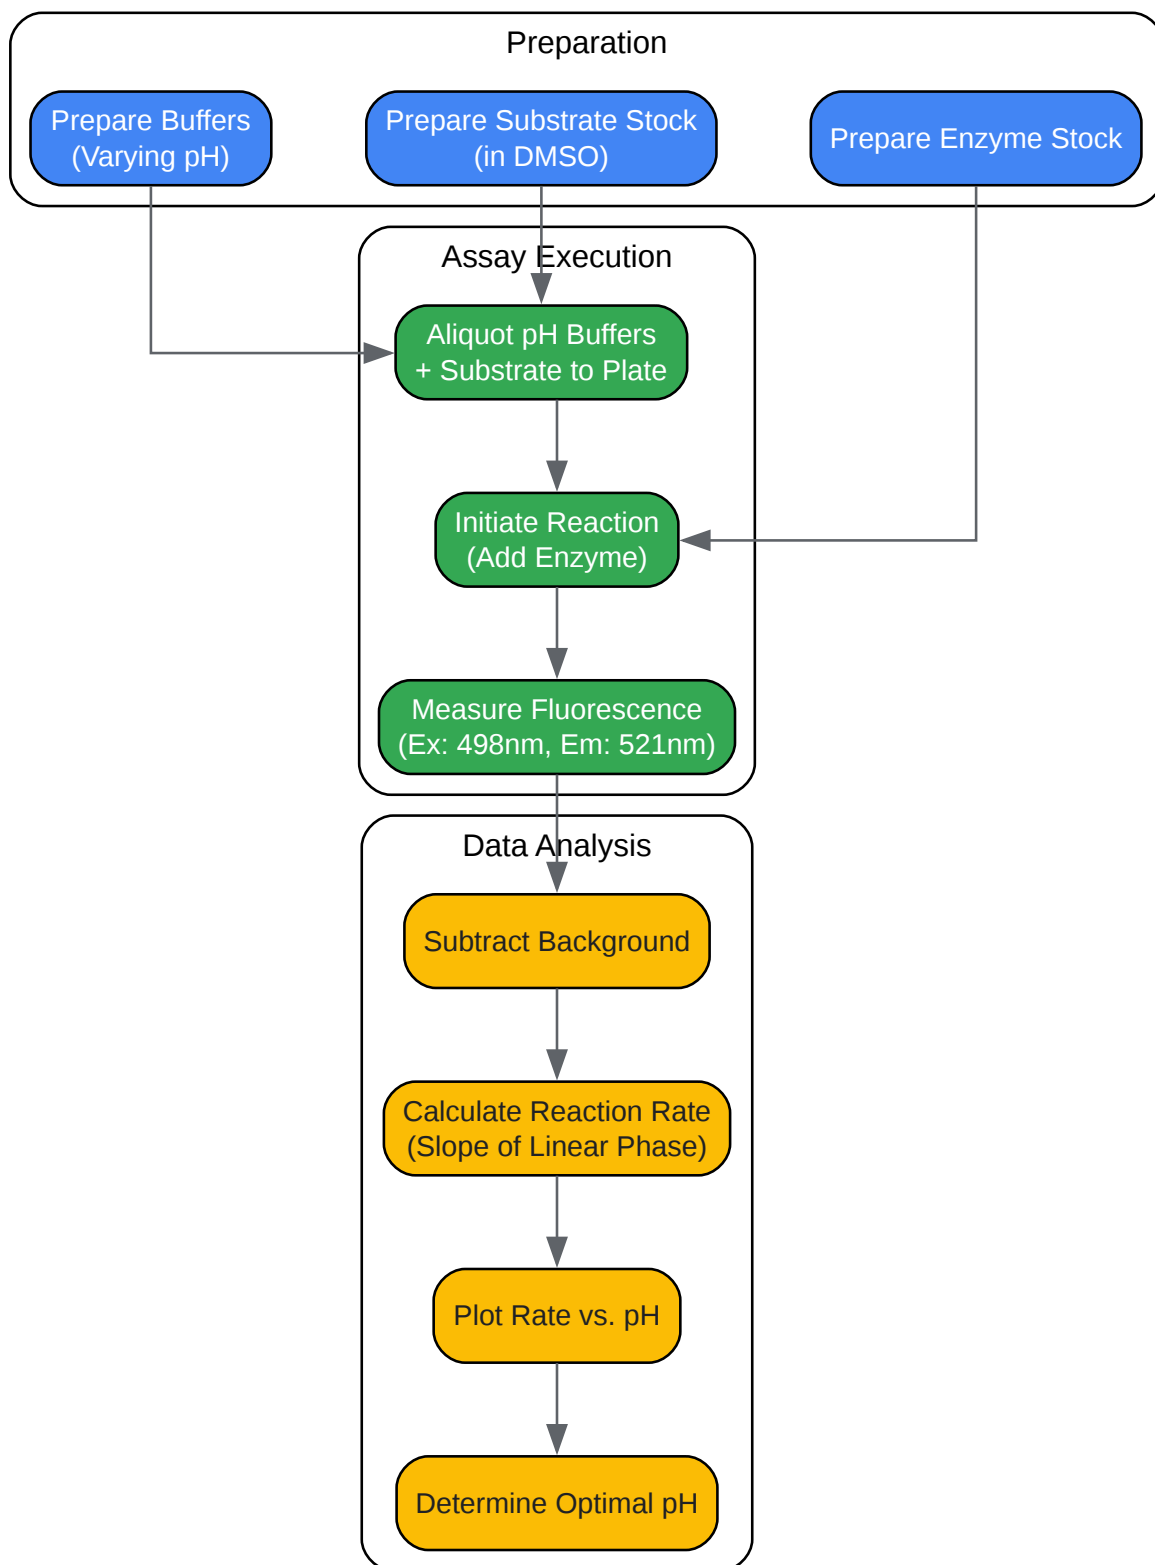 Preparation
Prepare Buffers
(Varying pH)
Prepare Substrate Stock
(in DMSO)
Prepare Enzyme Stock
Assay Execution
Aliquot pH Buffers
+ Substrate to Plate
Initiate Reaction
(Add Enzyme)
Measure Fluorescence
(Ex: 498nm, Em: 521nm)
Data Analysis
Subtract Background
Calculate Reaction Rate
(Slope of Linear Phase)
Plot Rate vs. pH
Determine Optimal pH